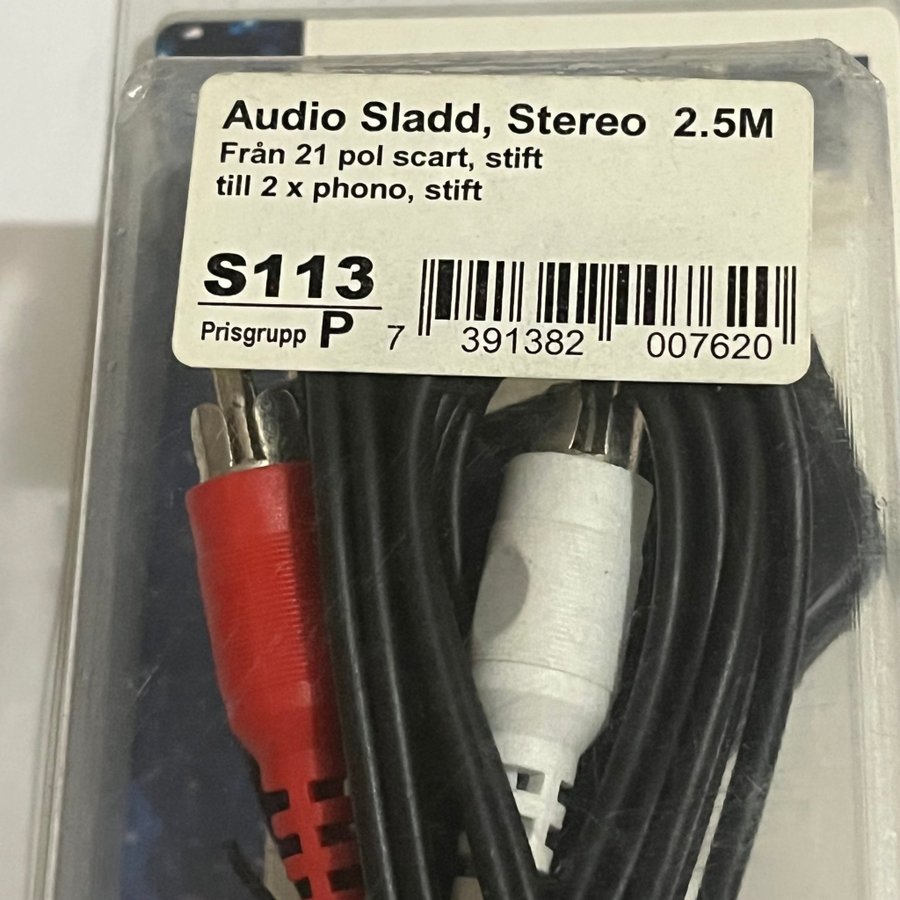 Audio Sladd, Stereo 2.5M
Från 21 pol scart, stift
till 2 x phono, stift
S113
Prisgrupp P
7 391382 007620